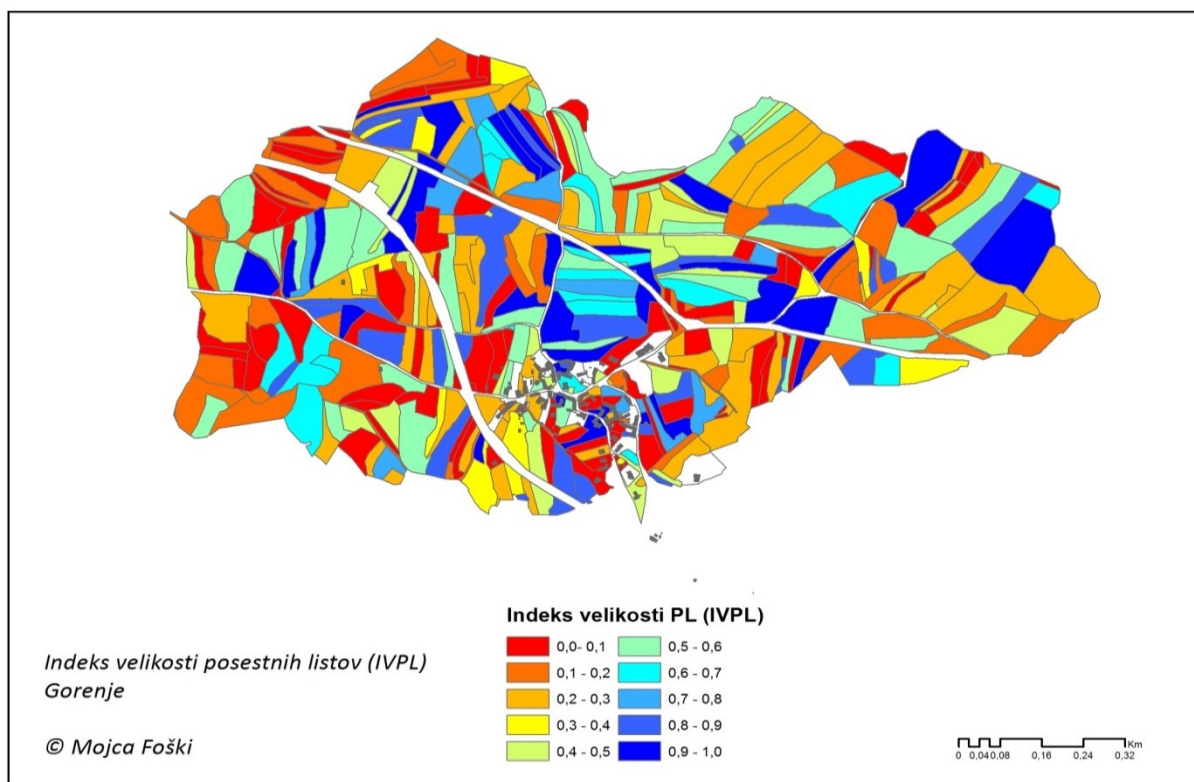 Indeks velikosti PL (IVPL)
0,0- 0,1
0,1 - 0,2
0,2 - 0,3
0,3 - 0,4
0,4 - 0,5
0,5 - 0,6
0,6 - 0,7
0,7 - 0,8
0,8 - 0,9
0,9 - 1,0
Indeks velikosti posestnih listov (IVPL)
Gorenje
© Mojca Foški
Km
0 0,04 0,08 0,16 0,24 0,32